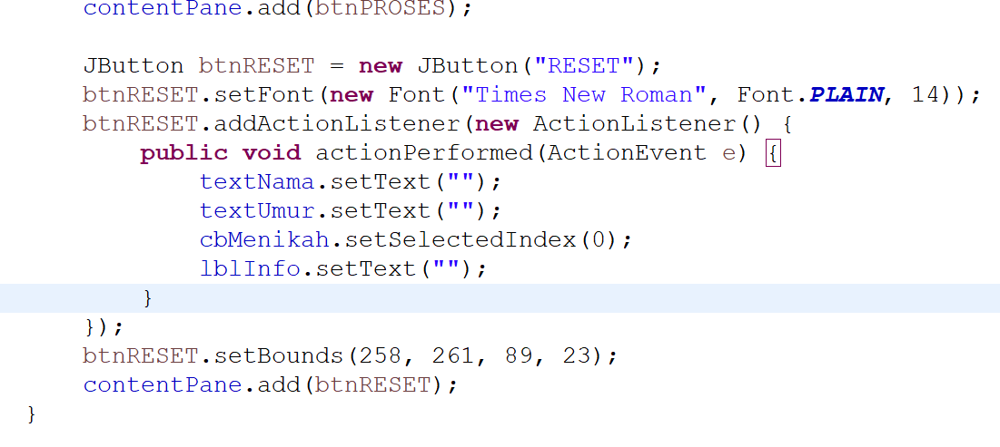 contentPane.add(btnPROSES);
JButton btnRESET = new JButton("RESET");
btnRESET.setFont(new Font("Times New Roman", Font.PLAIN, 14));
btnRESET.addActionListener(new ActionListener() {
public void actionPerformed(ActionEvent e) {
textNama.setText("");
textUmur.setText("");
cbMenikah.setSelectedIndex(0);
lblInfo.setText("");
}
});
btnRESET.setBounds(258, 261, 89, 23);
contentPane.add(btnRESET);
}